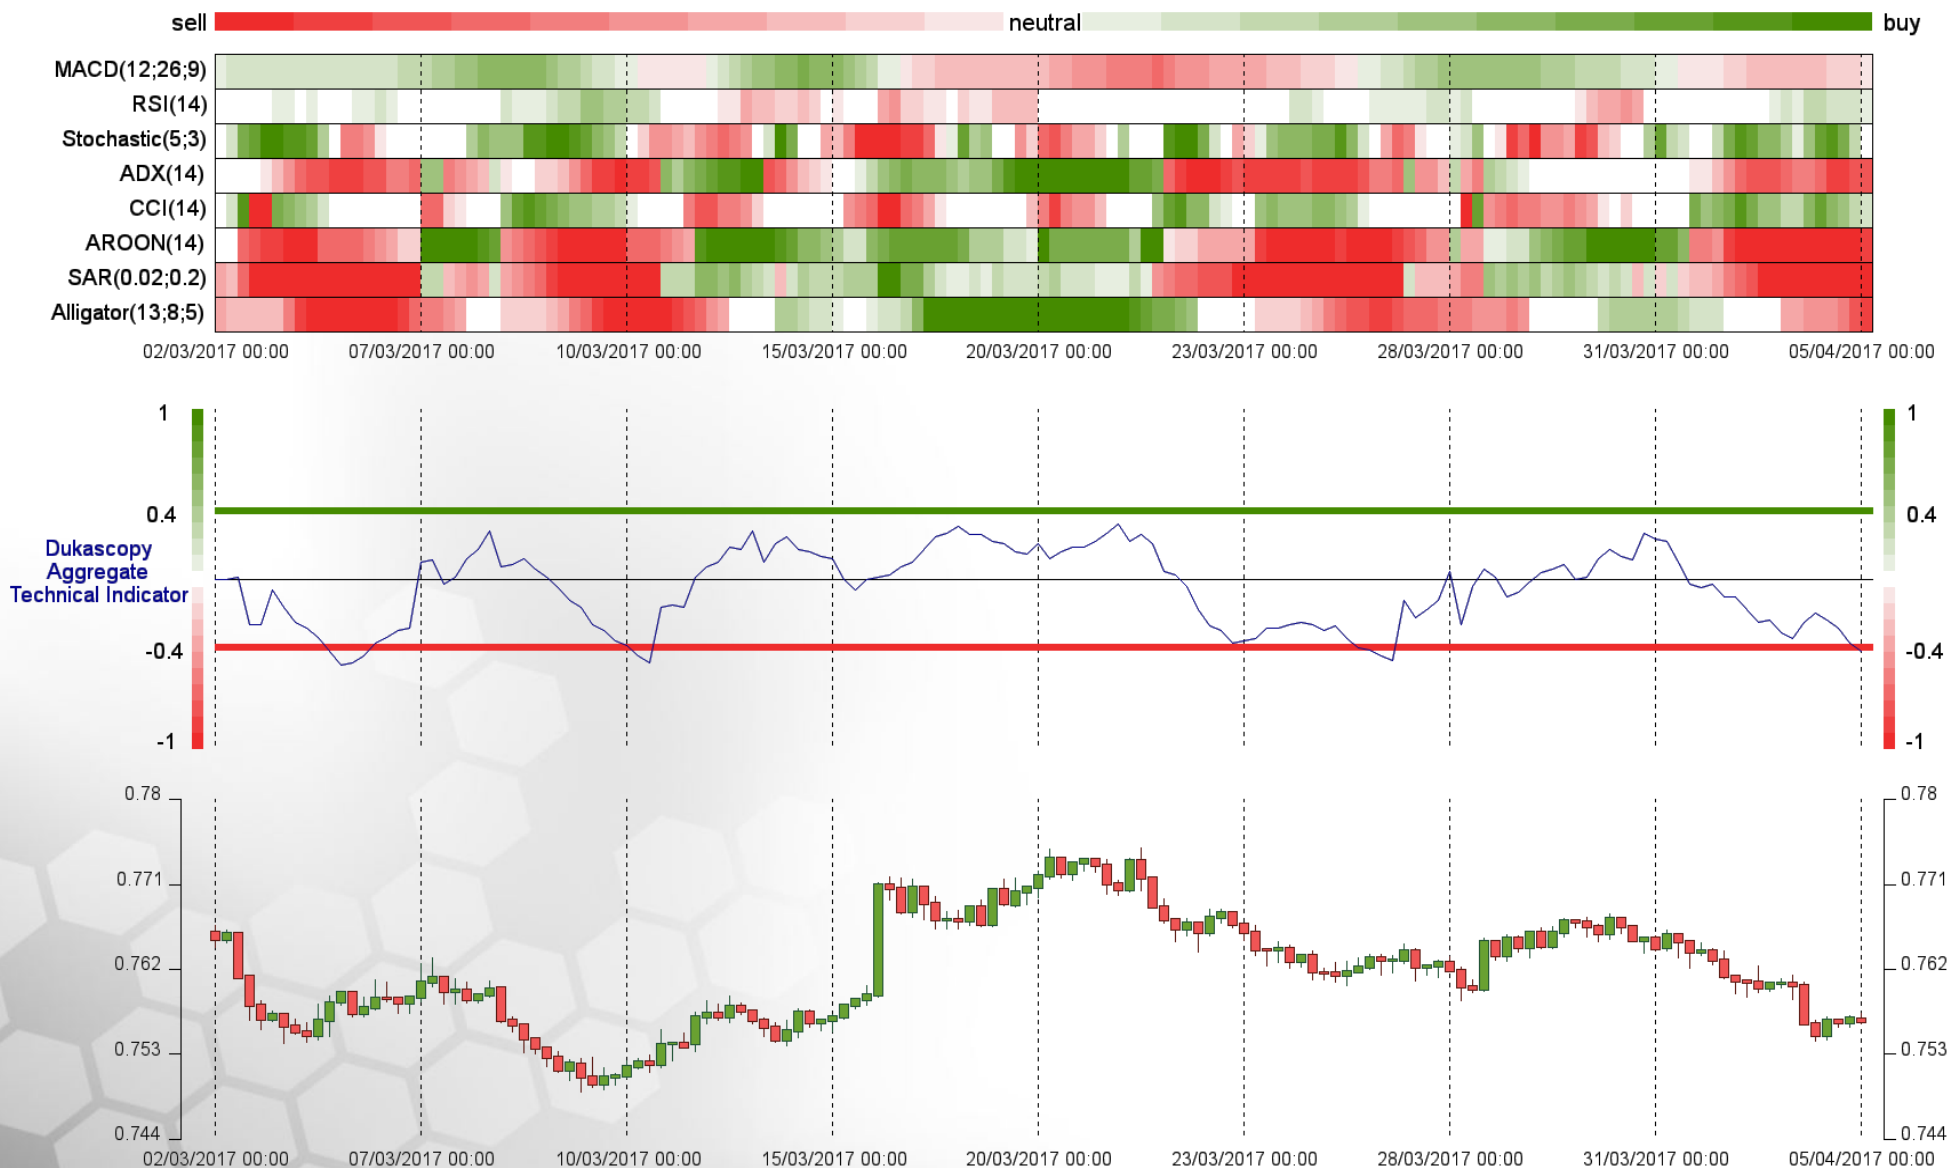 sell neutral buy
MACD(12;26;9)
RSI(14)
Stochastic(5;3)
ADX(14)
CCI(14)
AROON(14)
SAR(0.02;0.2)
Alligator(13;8;5)
02/03/2017 00:00 07/03/2017 00:00 10/03/2017 00:00 15/03/2017 00:00 20/03/2017 00:00 23/03/2017 00:00 28/03/2017 00:00 31/03/2017 00:00 05/04/2017 00:00
1 1
0.4 0.4
Dukascopy
Aggregate
Technical Indicator
-0.4 -0.4
-1 -1
0.78 0.78
0.771 0.771
0.762 0.762
0.753 0.753
0.744 0.744
02/03/2017 00:00 07/03/2017 00:00 10/03/2017 00:00 15/03/2017 00:00 20/03/2017 00:00 23/03/2017 00:00 28/03/2017 00:00 31/03/2017 00:00 05/04/2017 00:00